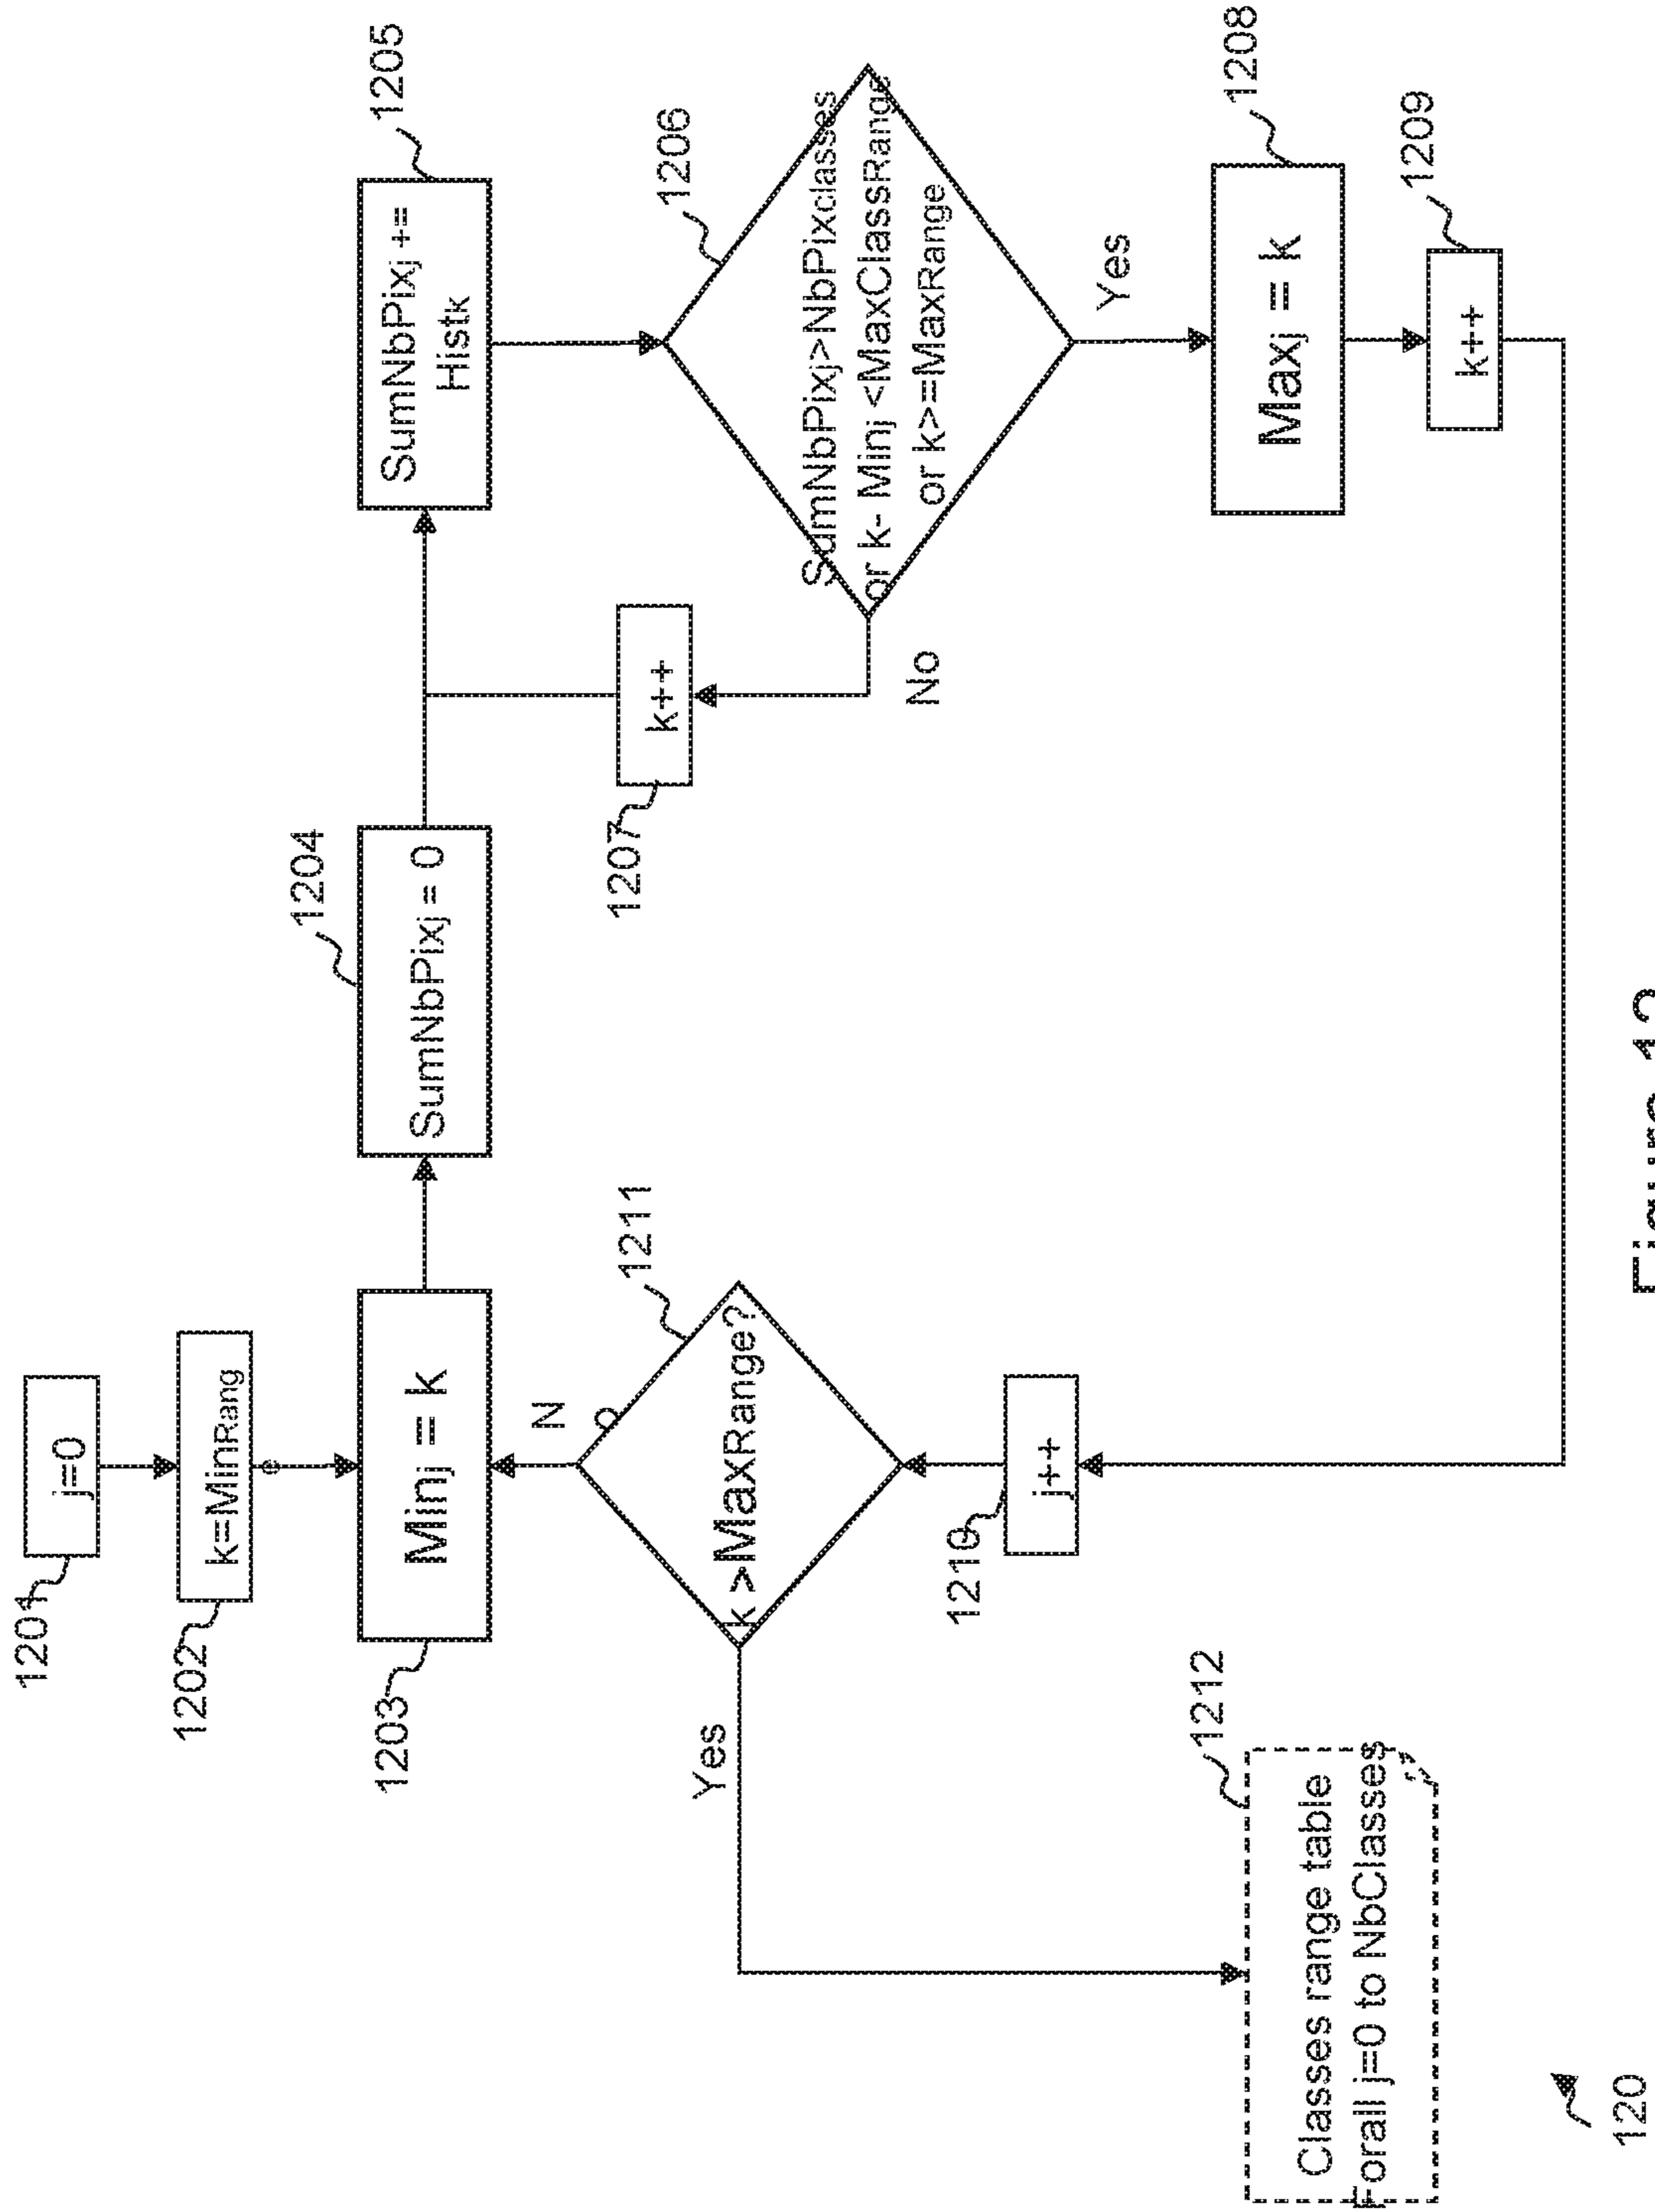 1201
j=0
1202
k=MinRang
e
1203
Minj = k
1204
SumNbPixj = 0
1205
SumNbPixj +=
Histk
1206
SumNbPixj>NbPixclasses
or k- Minj <MaxClassRange
or k>=MaxRange
No
1207
k++
Yes
1208
Maxj = k
1209
k++
1210
j++
1211
k >MaxRange?
N
o
Yes
1212
Classes range table
Forall j=0 to NbClasses
120
Figure 12